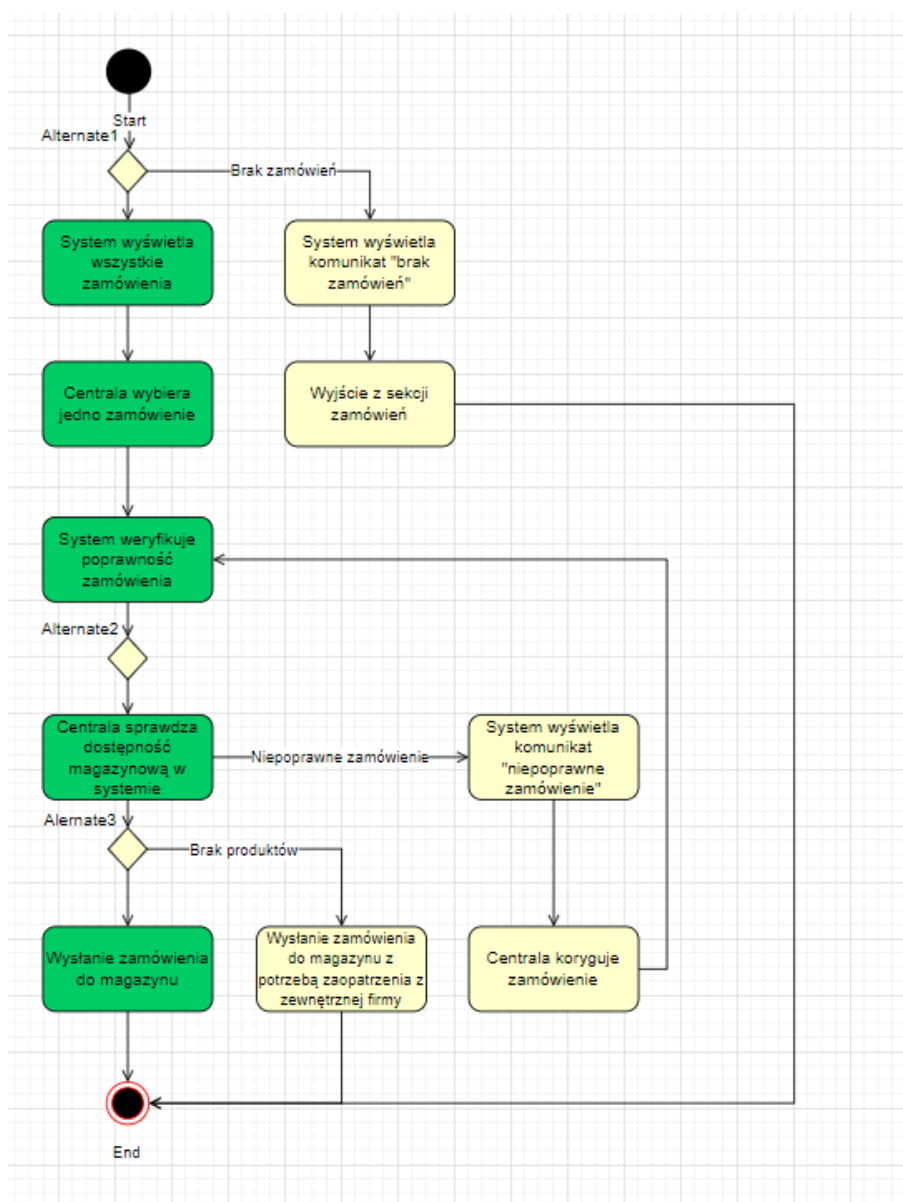 Start
Alternate1
Brak zamówień
System wyświetla
wszystkie
zamówienia
System wyświetla
komunikat "brak
zamówień"
Centrala wybiera
jedno zamówienie
Wyjście z sekcji
zamówień
System weryfikuje
poprawność
zamówienia
Alternate2
Centrala sprawdza
dostępność
magazynową w
systemie
Niepoprawne zamówienie
System wyświetla
komunikat
"niepoprawne
zamówienie"
Alernate3
Brak produktów
Wysłanie zamówienia
do magazynu
Wysłanie zamówienia
do magazynu z
potrzebą zaopatrzenia z
zewnętrznej firmy
Centrala koryguje
zamówienie
End